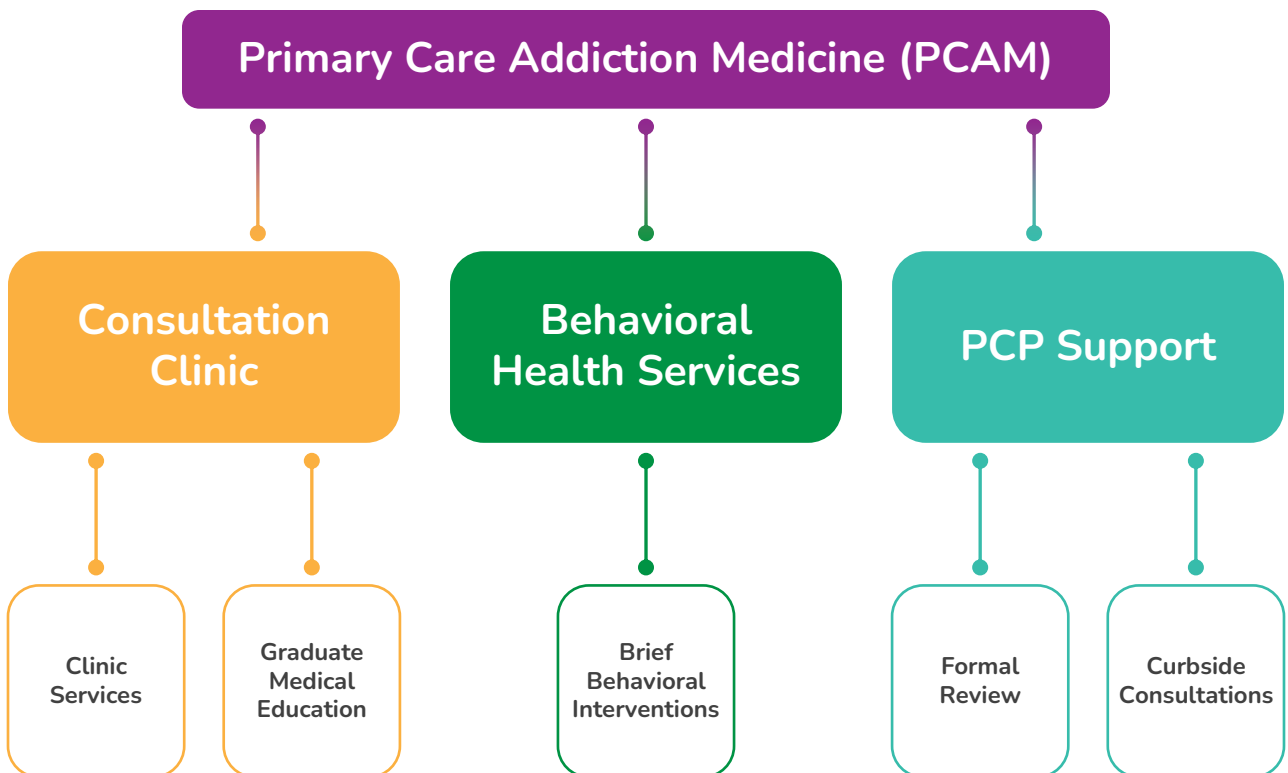 Primary Care Addiction Medicine (PCAM)
Consultation
Clinic
Behavioral
Health Services
PCP Support
Clinic
Services
Graduate
Medical
Education
Brief
Behavioral
Interventions
Formal
Review
Curbside
Consultations